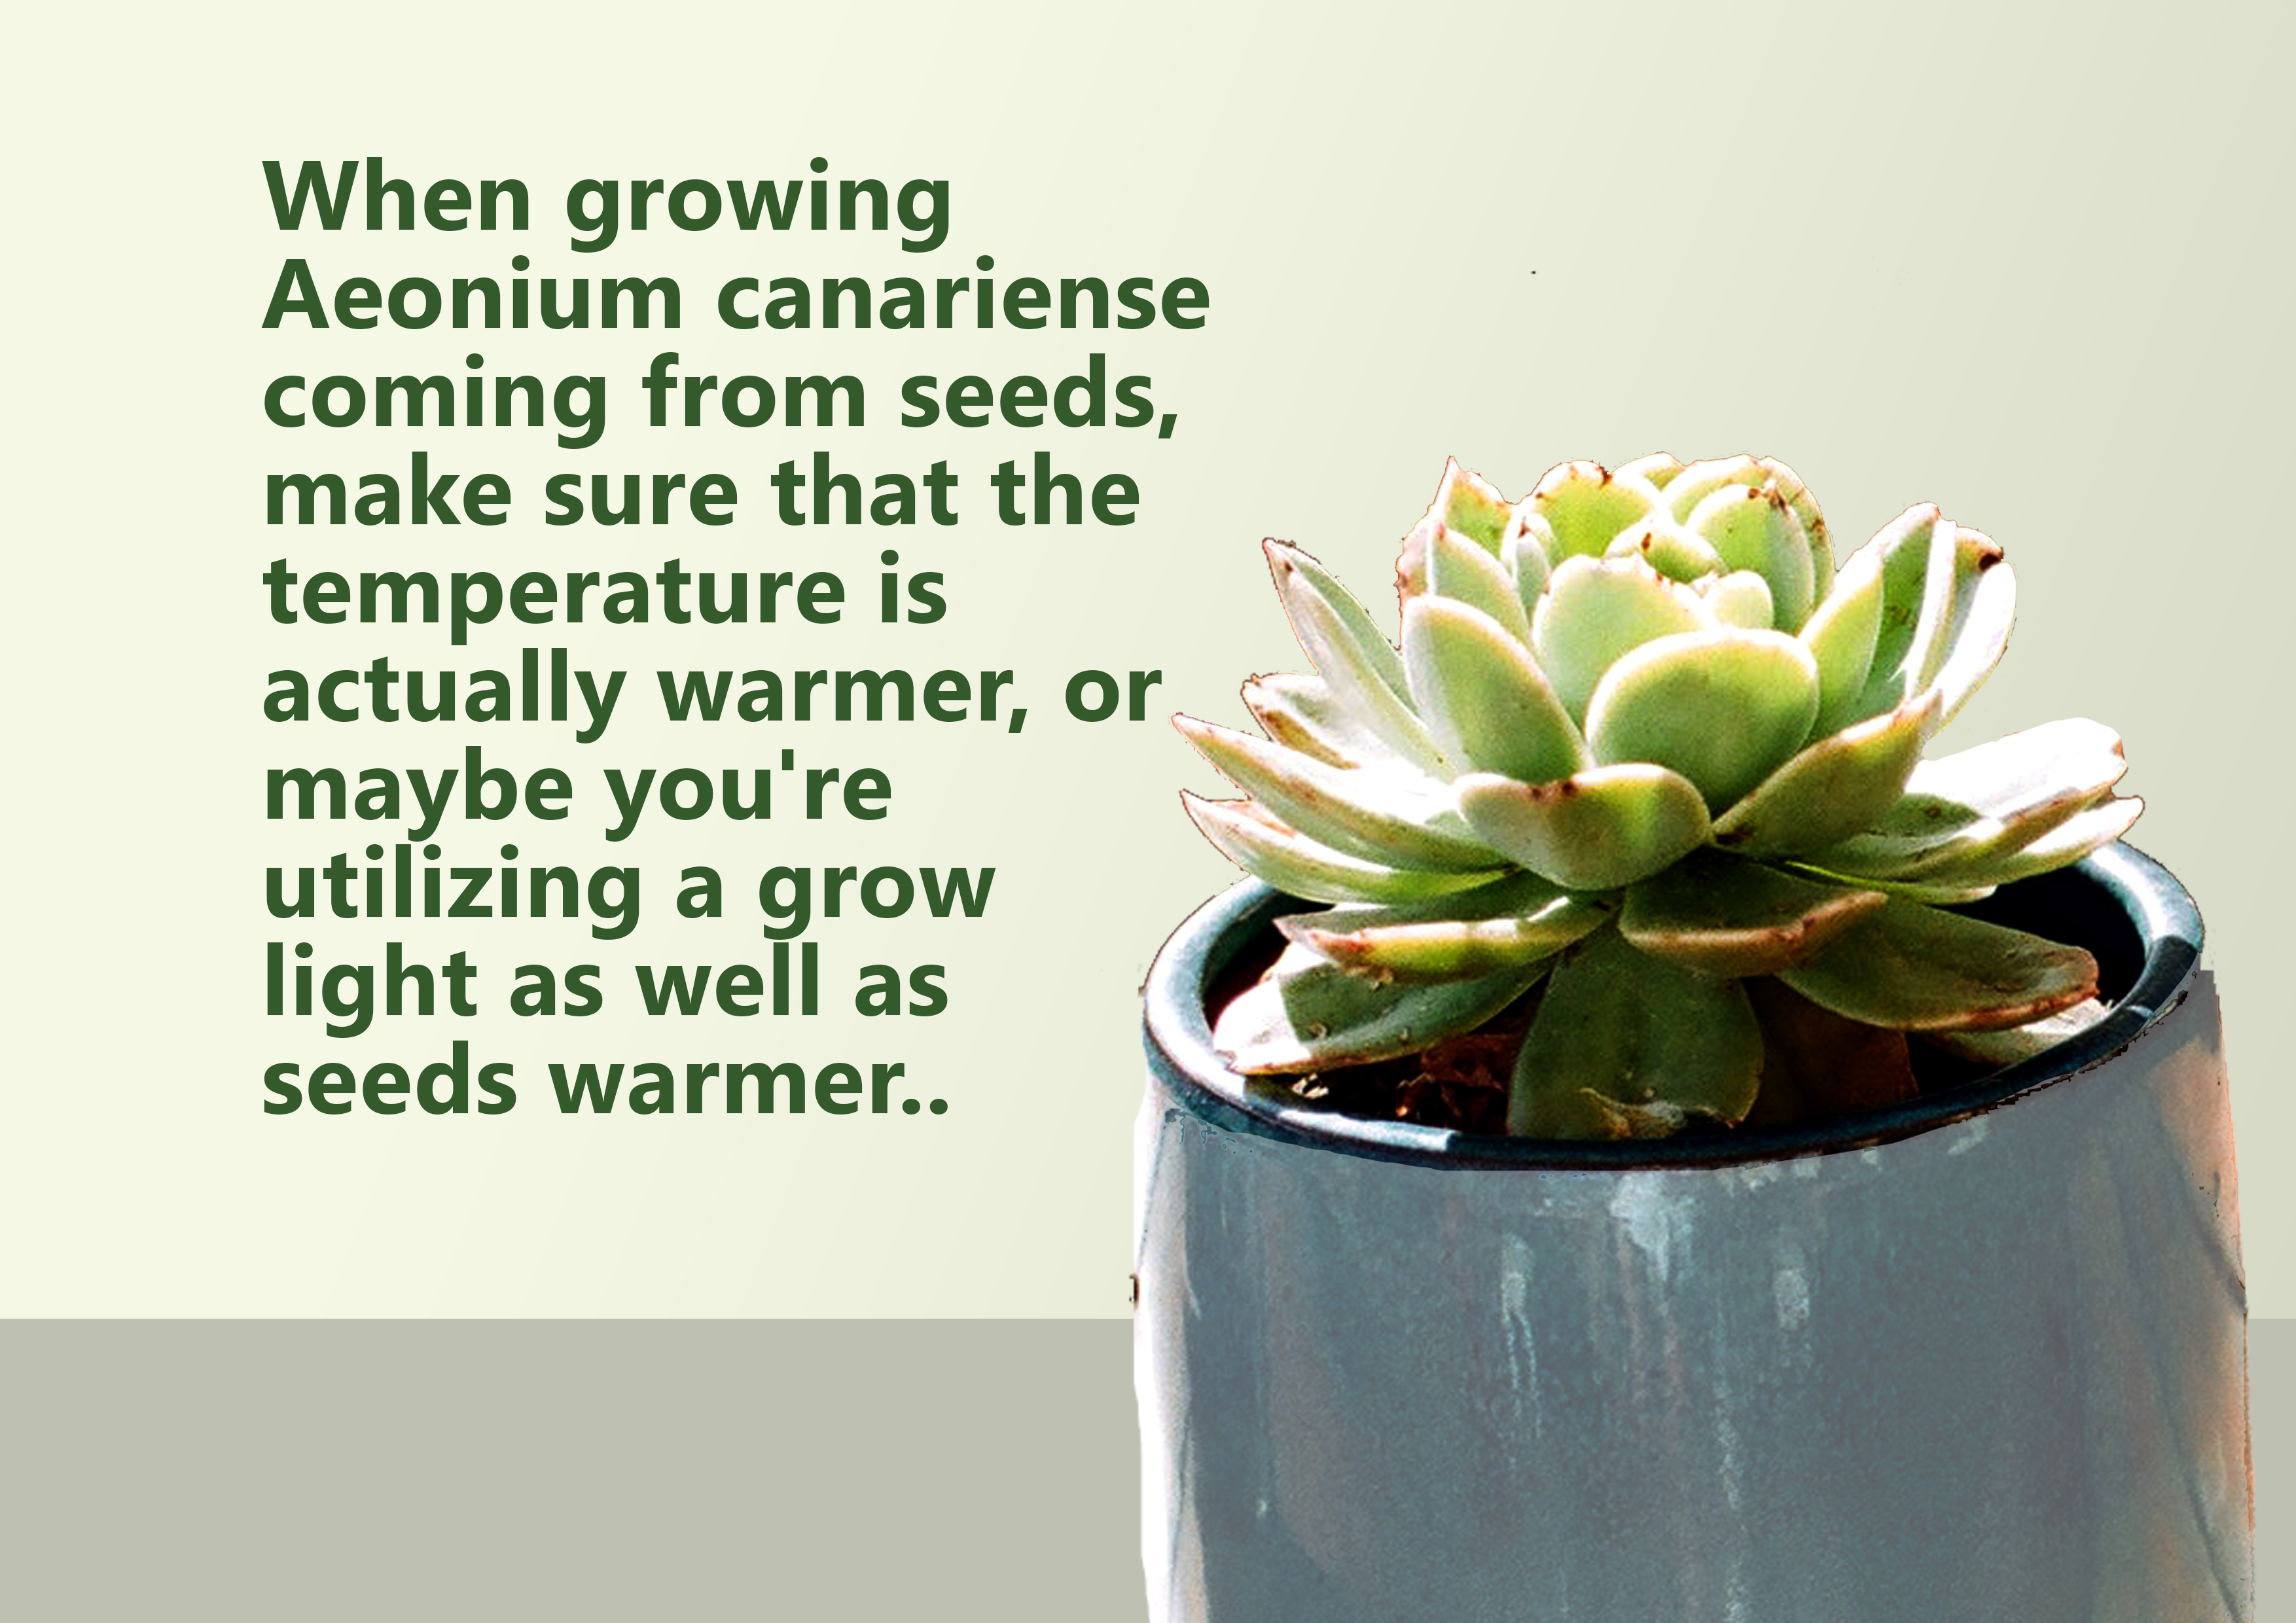 When growing
Aeonium canariense
coming from seeds,
make sure that the
temperature is
actually warmer, or
maybe you're
utilizing a grow
light as well as
seeds warmer..